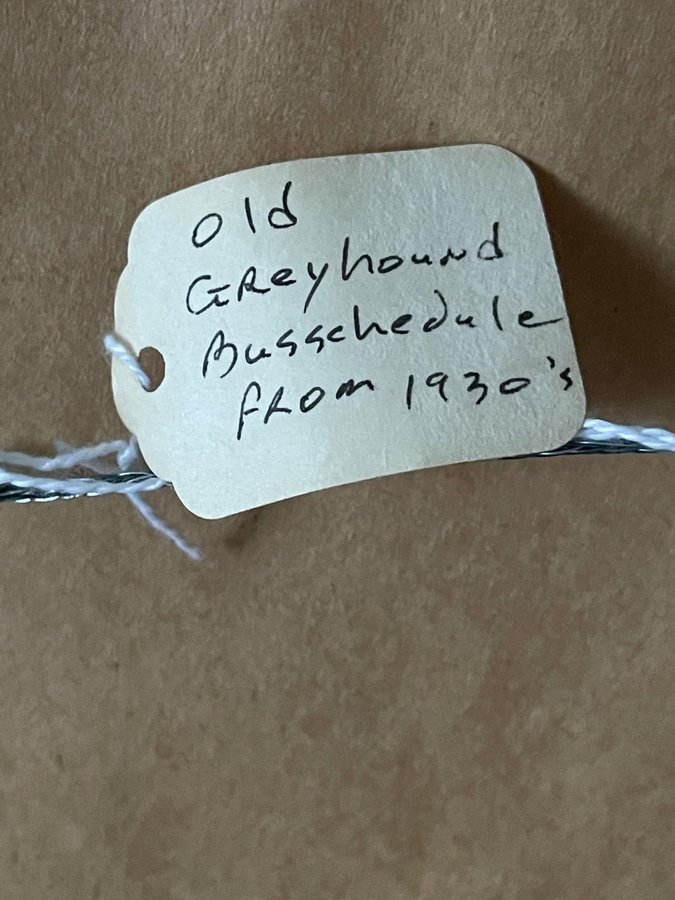 old
GReyhound
Busschedule
FROM 1930's